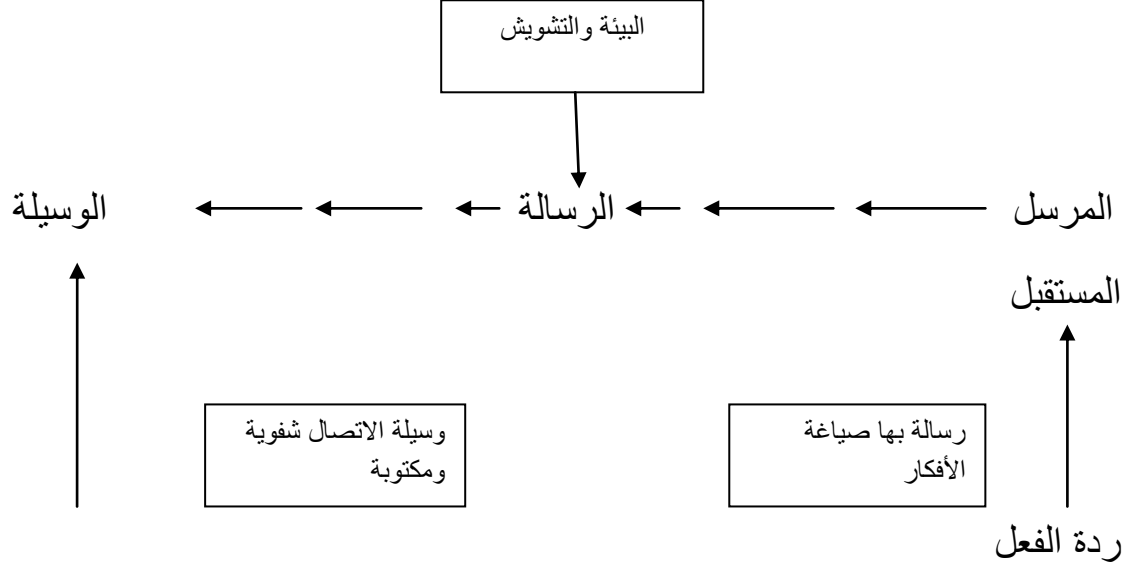 البيئة والتشويش
المرسل الرسالة الوسيلة
المستقبل
رسالة بها صياغة
الأفكار
وسيلة الاتصال شفوية
ومكتوبة
ردة الفعل